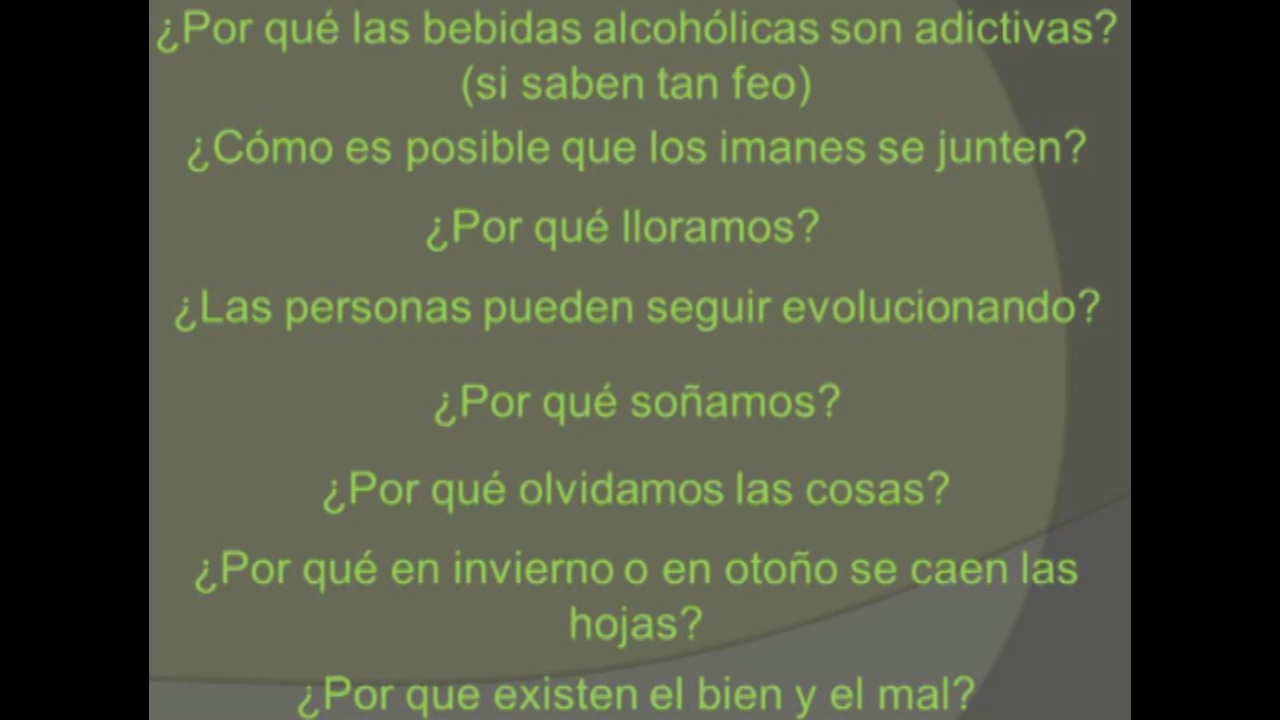 ¿Por qué las bebidas alcohólicas son adictivas?
(si saben tan feo)
¿Cómo es posible que los imanes se junten?
¿Por qué lloramos?
¿Las personas pueden seguir evolucionando?
¿Por qué soñamos?
¿Por qué olvidamos las cosas?
¿Por qué en invierno o en otoño se caen las
hojas?
¿Por que existen el bien y el mal?